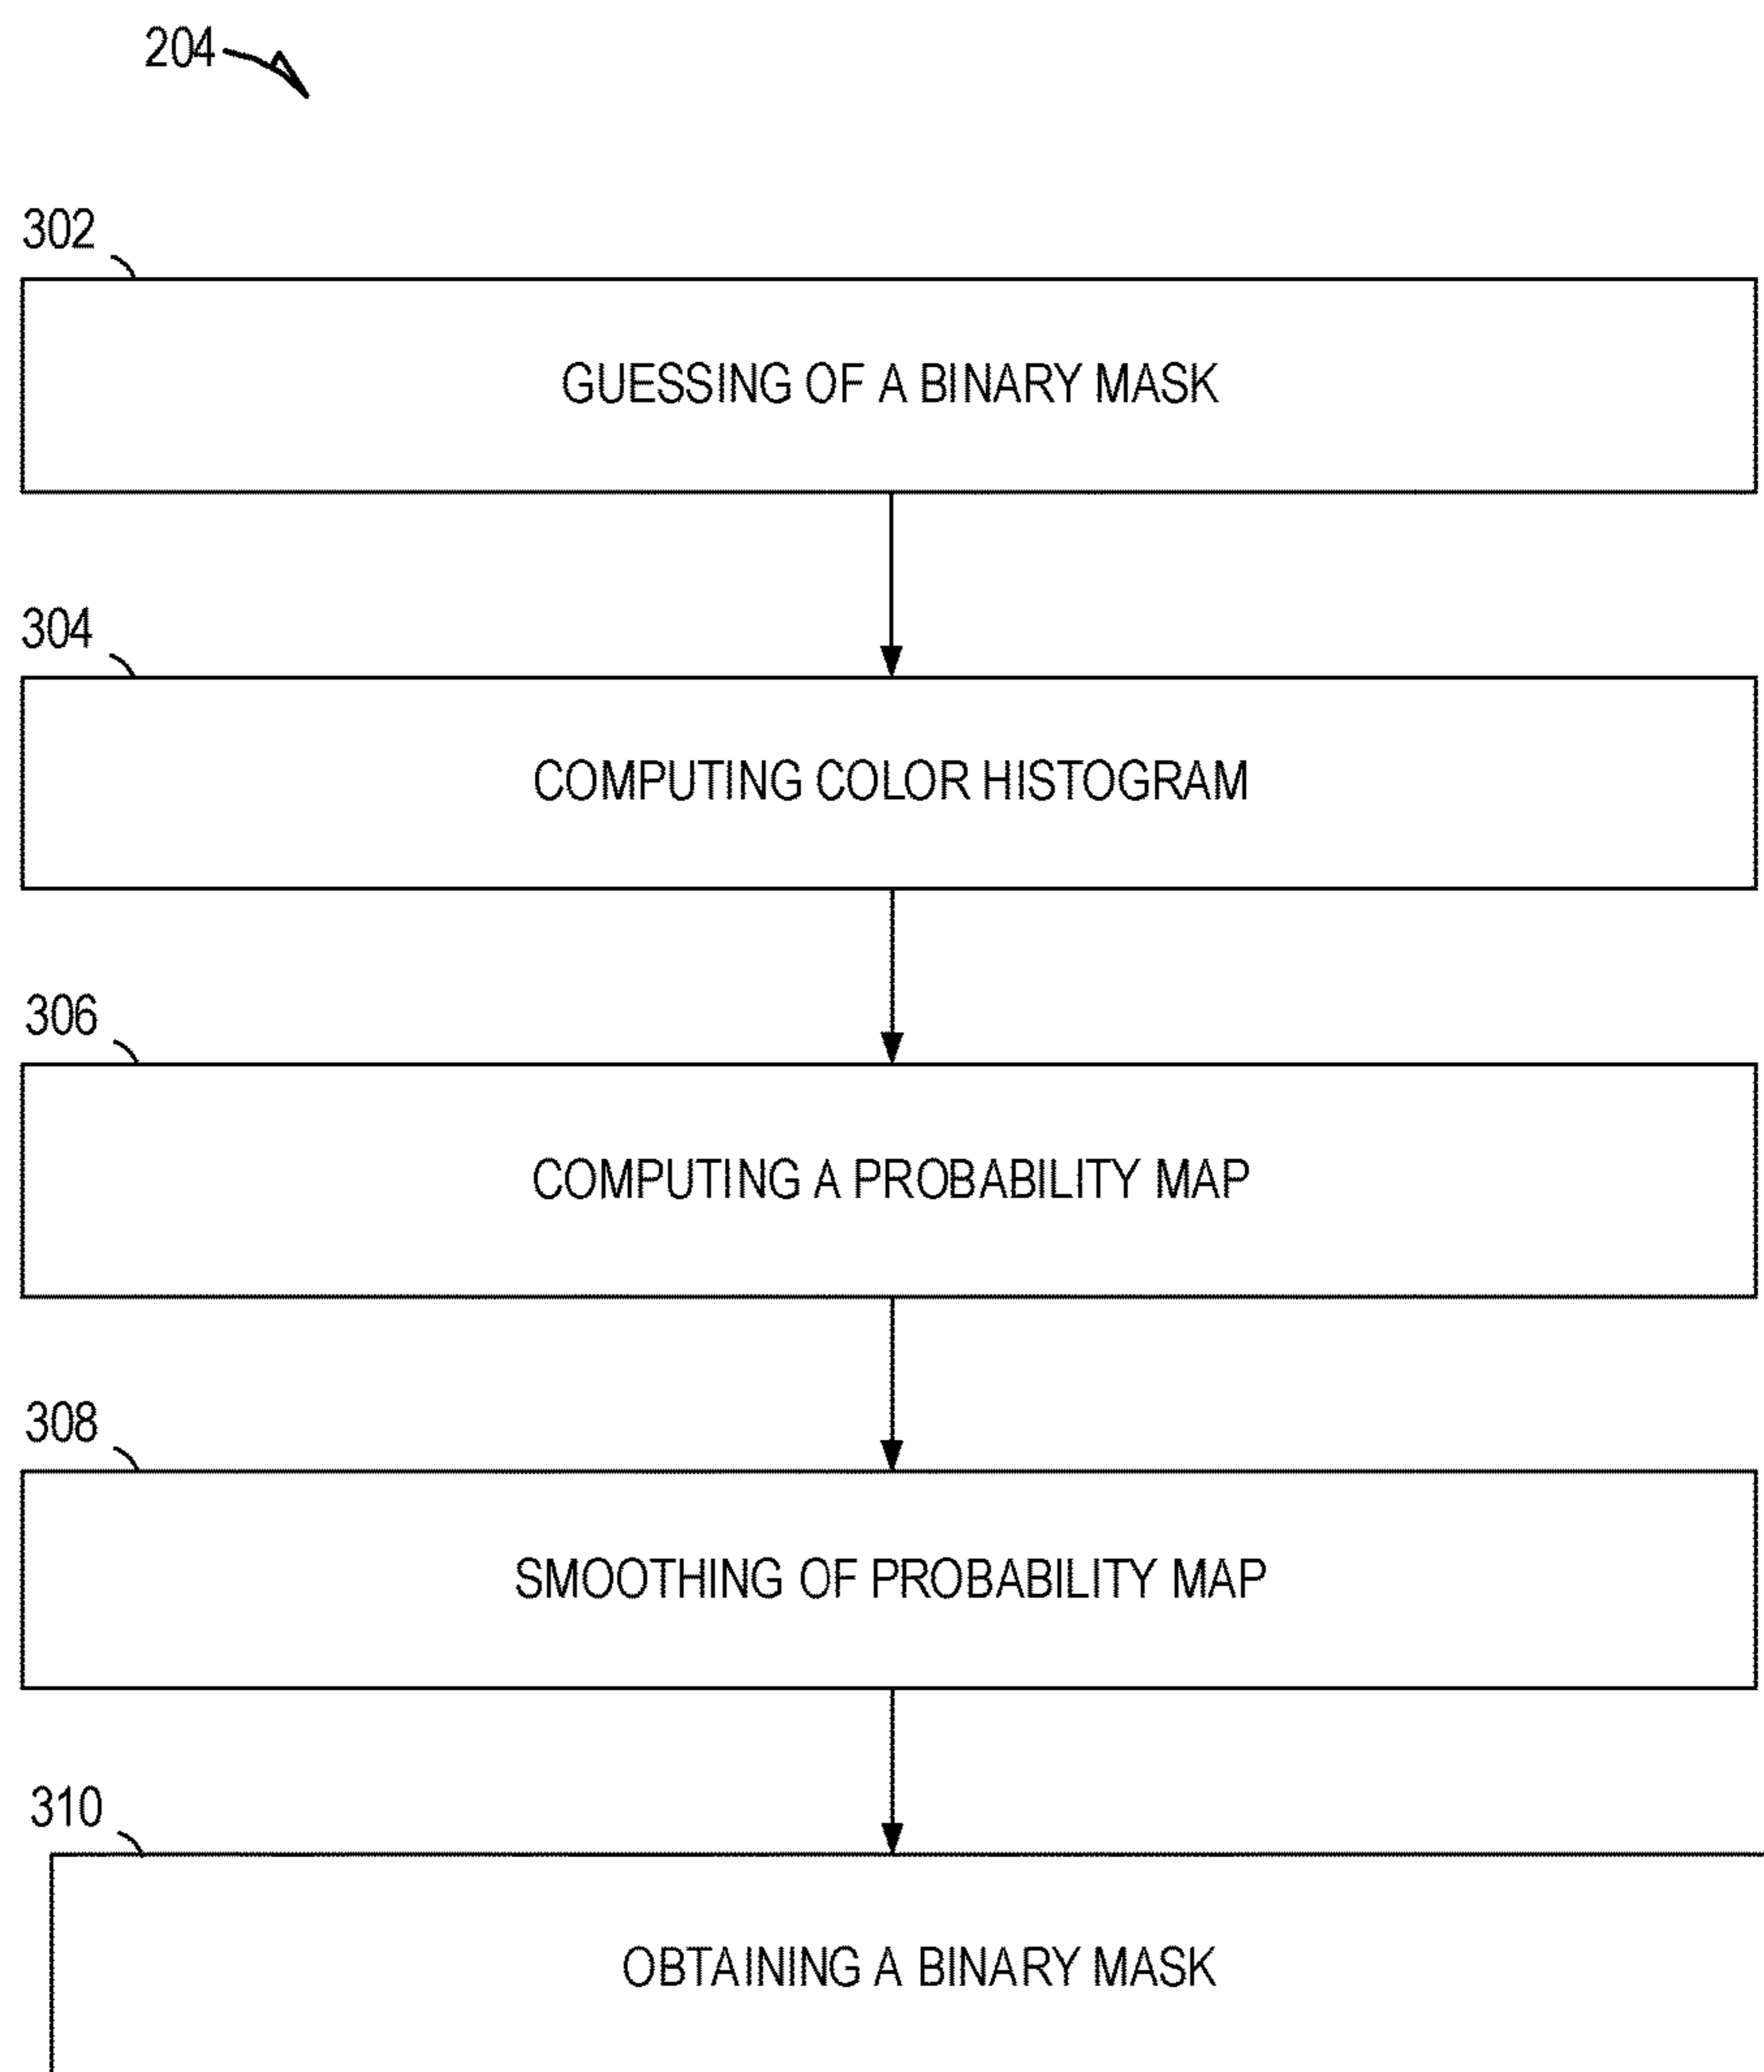 204
302
GUESSING OF A BINARY MASK
304
COMPUTING COLOR HISTOGRAM
306
COMPUTING A PROBABILITY MAP
308
SMOOTHING OF PROBABILITY MAP
310
OBTAINING A BINARY MASK